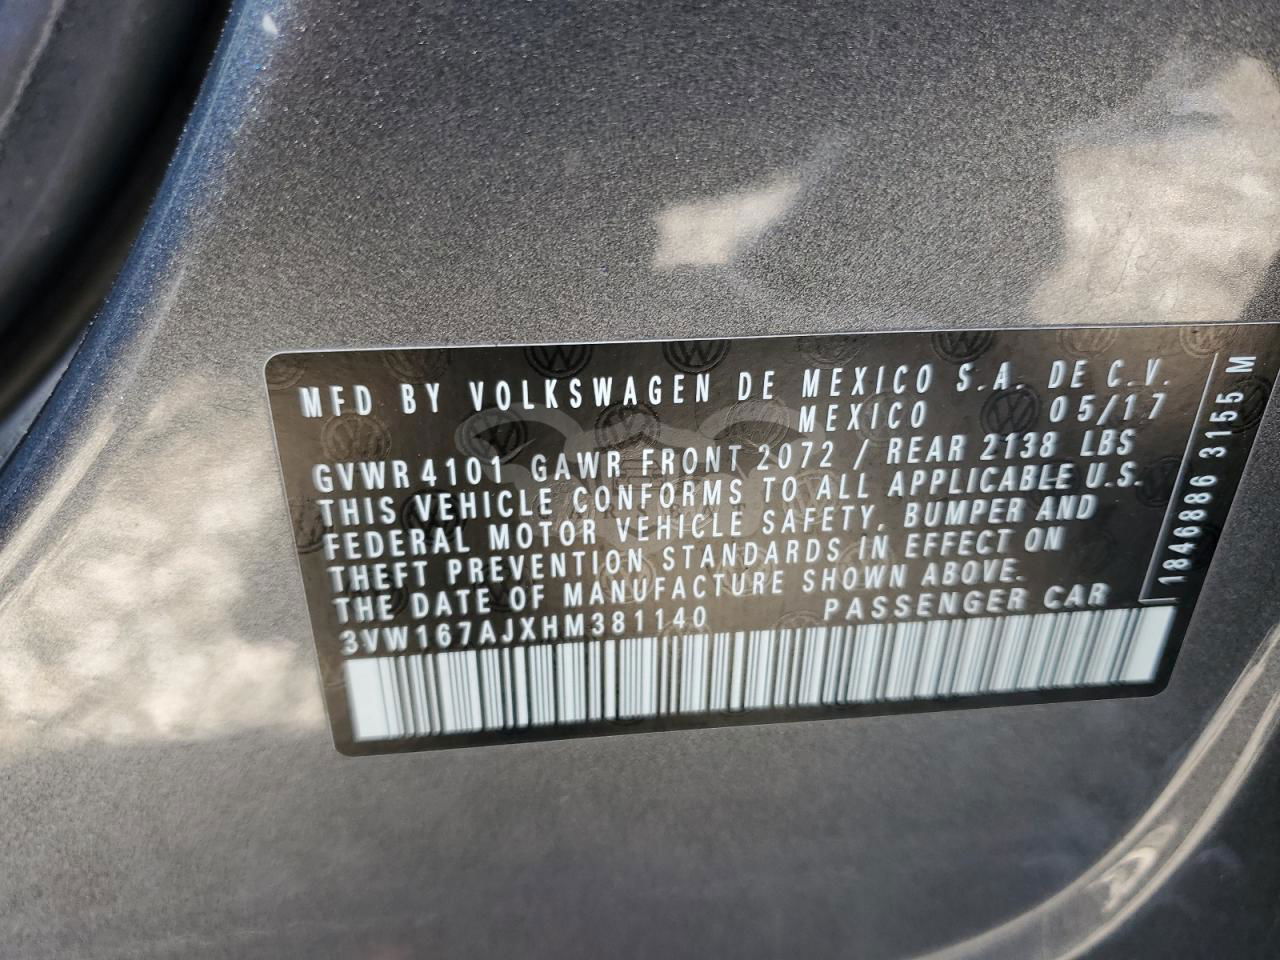 MFD BY VOLKSWAGEN DE MEXICO S.A. DE C.V.
MEXICO 05/17
GVWR4101 GAWR FRONT 2072 / REAR 2138 LBS
THIS VEHICLE CONFORMS TO ALL APPLICABLE U.S.
FEDERAL MOTOR VEHICLE SAFETY, BUMPER AND
THEFT PREVENTION STANDARDS IN EFFECT ON
THE DATE OF MANUFACTURE SHOWN ABOVE.
3VW167AJXHM381140 PASSENGER CAR
1846886 3155 M